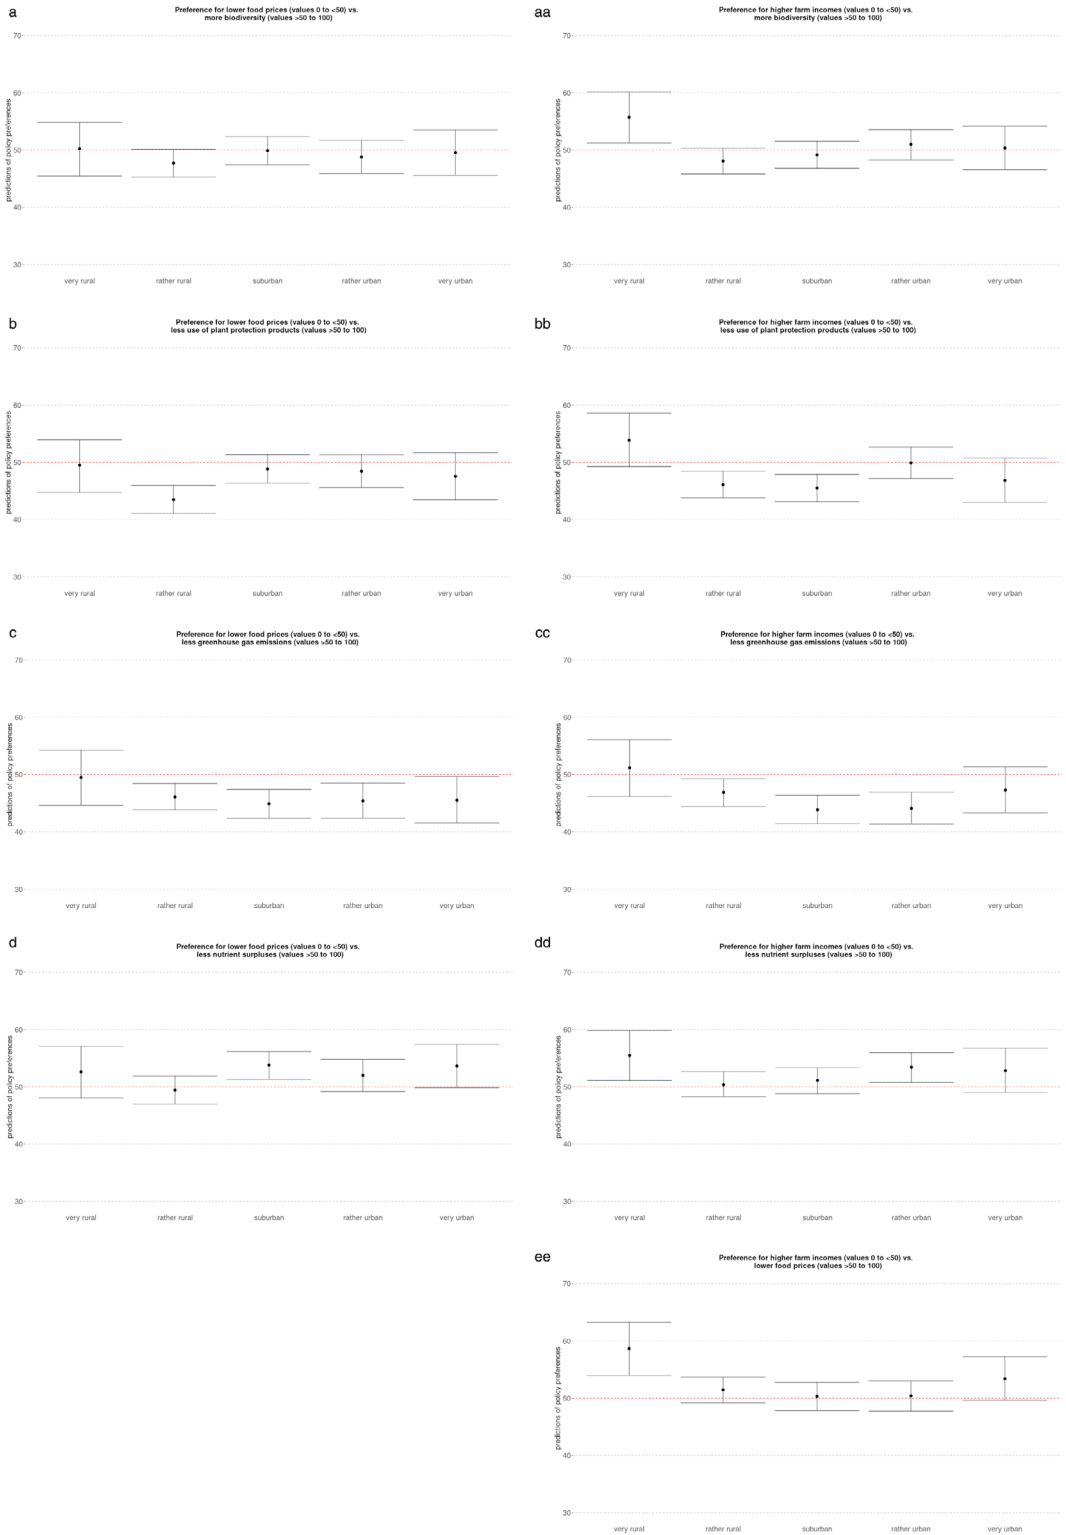 a
Preference for lower food prices (values 0 to <50) vs.
more biodiversity (values >50 to 100)
predictions of policy preferences
70
60
50
40
30
very rural
rather rural
suburban
rather urban
very urban
aa
Preference for higher farm incomes (values 0 to <50) vs.
more biodiversity (values >50 to 100)
predictions of policy preferences
70
60
50
40
30
very rural
rather rural
suburban
rather urban
very urban
b
Preference for lower food prices (values 0 to <50) vs.
less use of plant protection products (values >50 to 100)
predictions of policy preferences
70
60
50
40
30
very rural
rather rural
suburban
rather urban
very urban
bb
Preference for higher farm incomes (values 0 to <50) vs.
less use of plant protection products (values >50 to 100)
predictions of policy preferences
70
60
50
40
30
very rural
rather rural
suburban
rather urban
very urban
c
Preference for lower food prices (values 0 to <50) vs.
less greenhouse gas emissions (values >50 to 100)
predictions of policy preferences
70
60
50
40
30
very rural
rather rural
suburban
rather urban
very urban
cc
Preference for higher farm incomes (values 0 to <50) vs.
less greenhouse gas emissions (values >50 to 100)
predictions of policy preferences
70
60
50
40
30
very rural
rather rural
suburban
rather urban
very urban
d
Preference for lower food prices (values 0 to <50) vs.
less nutrient surpluses (values >50 to 100)
predictions of policy preferences
70
60
50
40
30
very rural
rather rural
suburban
rather urban
very urban
dd
Preference for higher farm incomes (values 0 to <50) vs.
less nutrient surpluses (values >50 to 100)
predictions of policy preferences
70
60
50
40
30
very rural
rather rural
suburban
rather urban
very urban
ee
Preference for higher farm incomes (values 0 to <50) vs.
lower food prices (values >50 to 100)
predictions of policy preferences
70
60
50
40
30
very rural
rather rural
suburban
rather urban
very urban